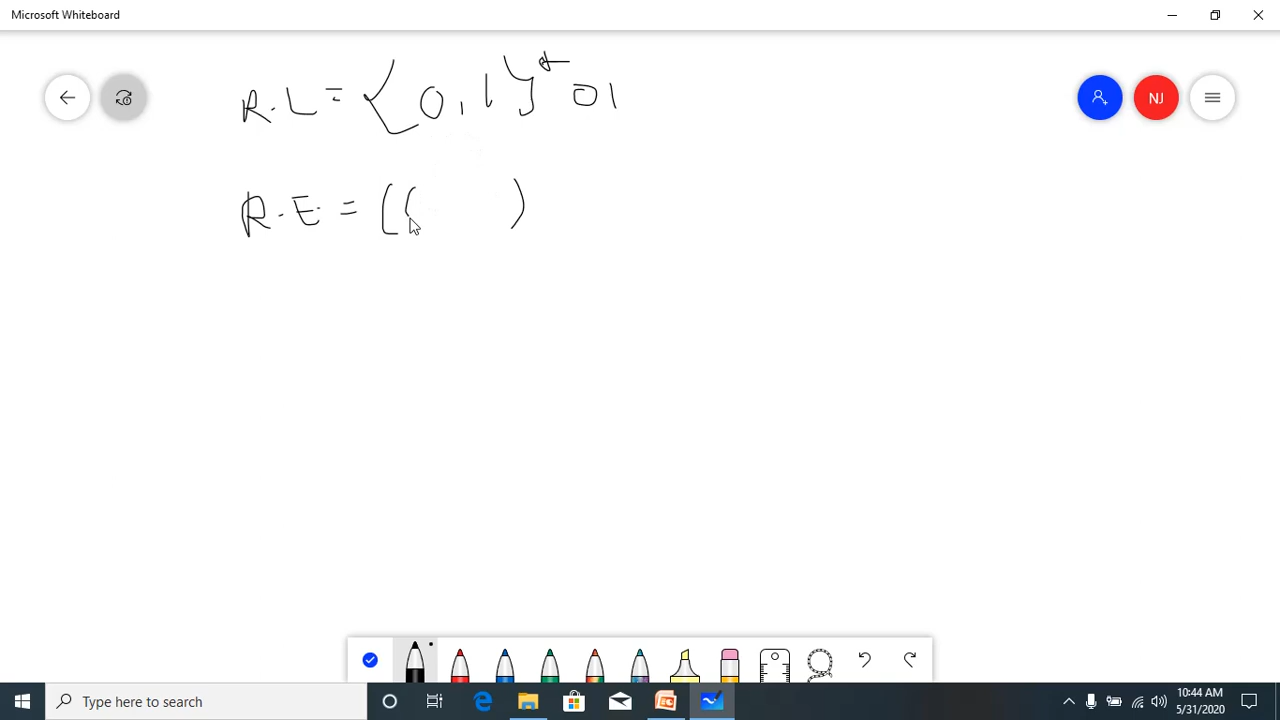 Microsoft Whiteboard
R.L = {0,1}* 01
NJ
R.E = (( )
Type here to search
10:44 AM
5/31/2020